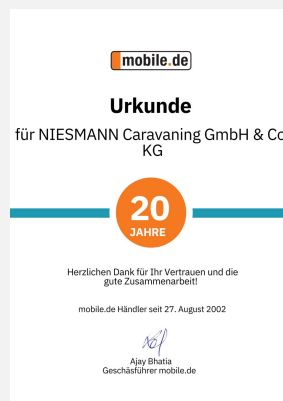 mobile.de
Urkunde
für NIESMANN Caravaning GmbH & Co
KG
20
JAHRE
Herzlichen Dank für Ihr Vertrauen und die
gute Zusammenarbeit!
mobile.de Händler seit 27. August 2002
Ajay Bhatia
Geschäsführer mobile.de